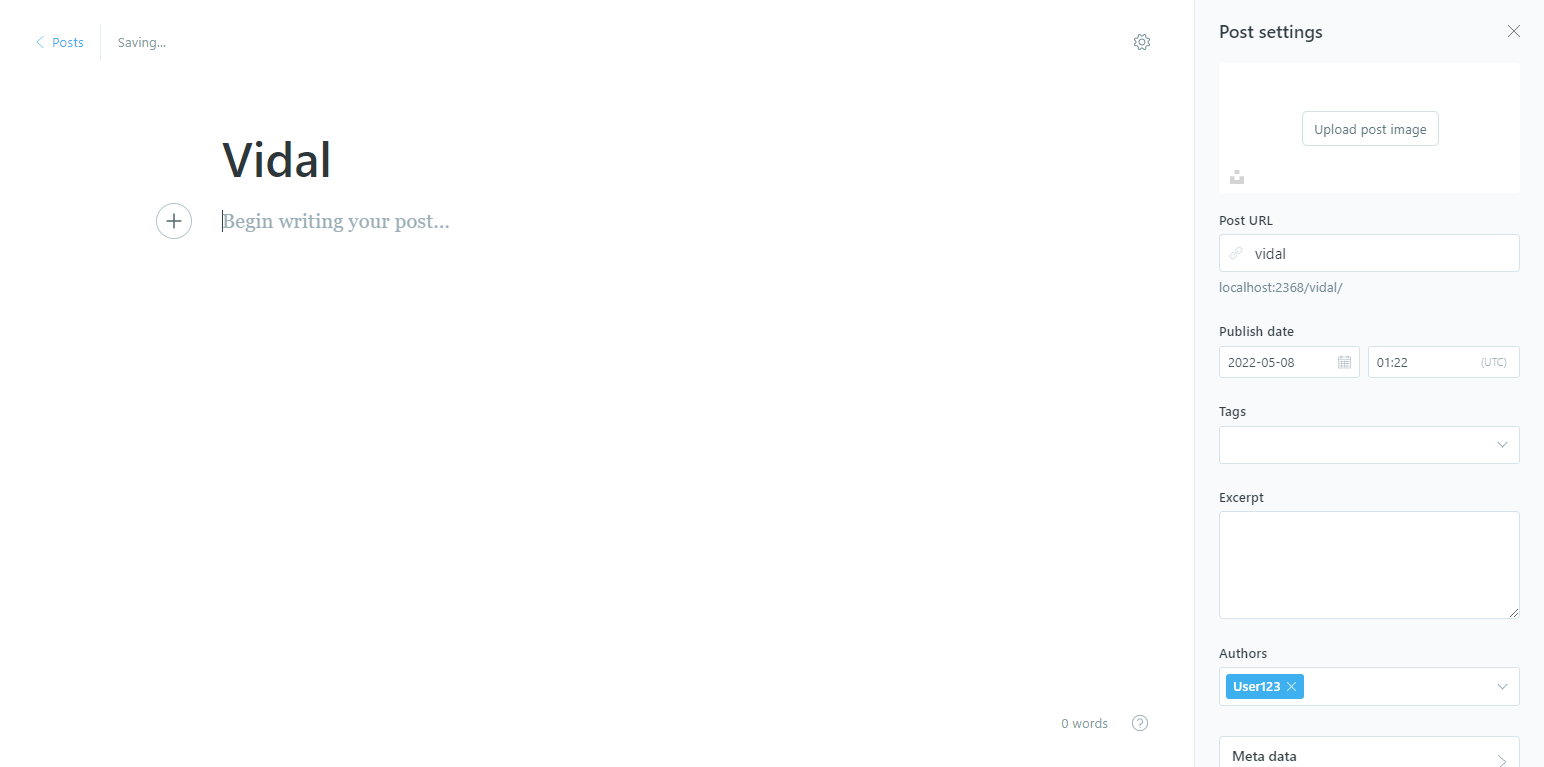 Posts
Saving...
Vidal
Begin writing your post...
0 words
Post settings
Upload post image
Post URL
vidal
localhost:2368/vidal/
Publish date
2022-05-08
01:22 (UTC)
Tags
Excerpt
Authors
User123
Meta data